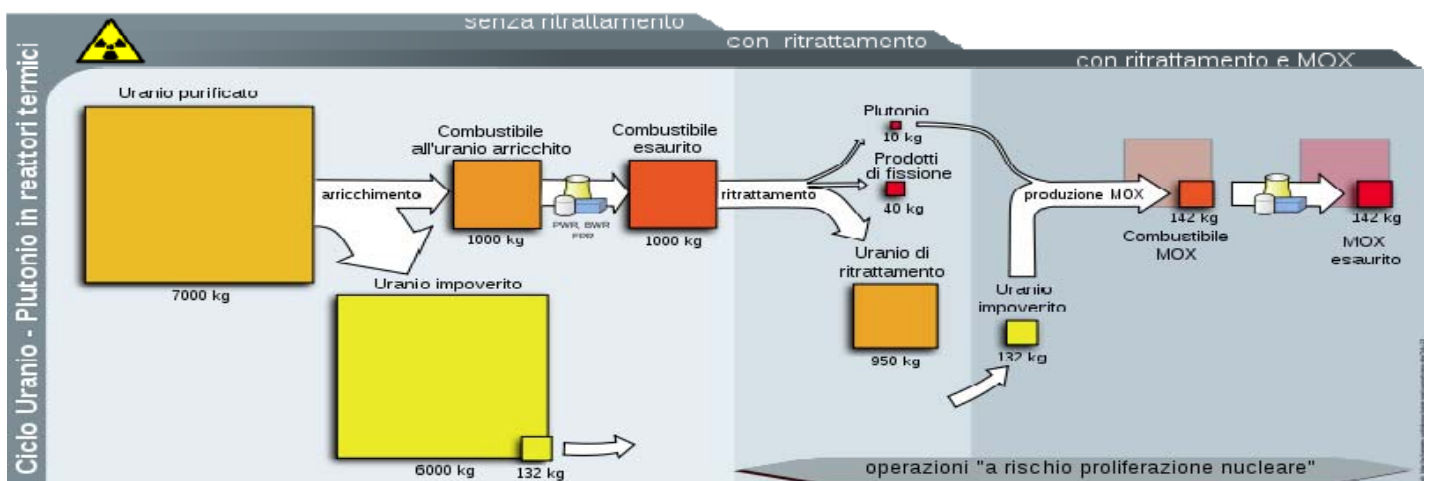 Ciclo Uranio - Plutonio in reattori termici
senza ritrattamento
con ritrattamento
con ritrattamento e MOX
Uranio purificato
7000 kg
arricchimento
Combustibile
all'uranio arricchito
1000 kg
PWR, BWR
Combustibile
esaurito
1000 kg
Uranio impoverito
6000 kg
132 kg
ritrattamento
Plutonio
10 kg
Prodotti
di fissione
40 kg
Uranio di
ritrattamento
950 kg
Uranio
impoverito
132 kg
produzione MOX
142 kg
Combustibile
MOX
142 kg
MOX
esaurito
operazioni "a rischio proliferazione nucleare"